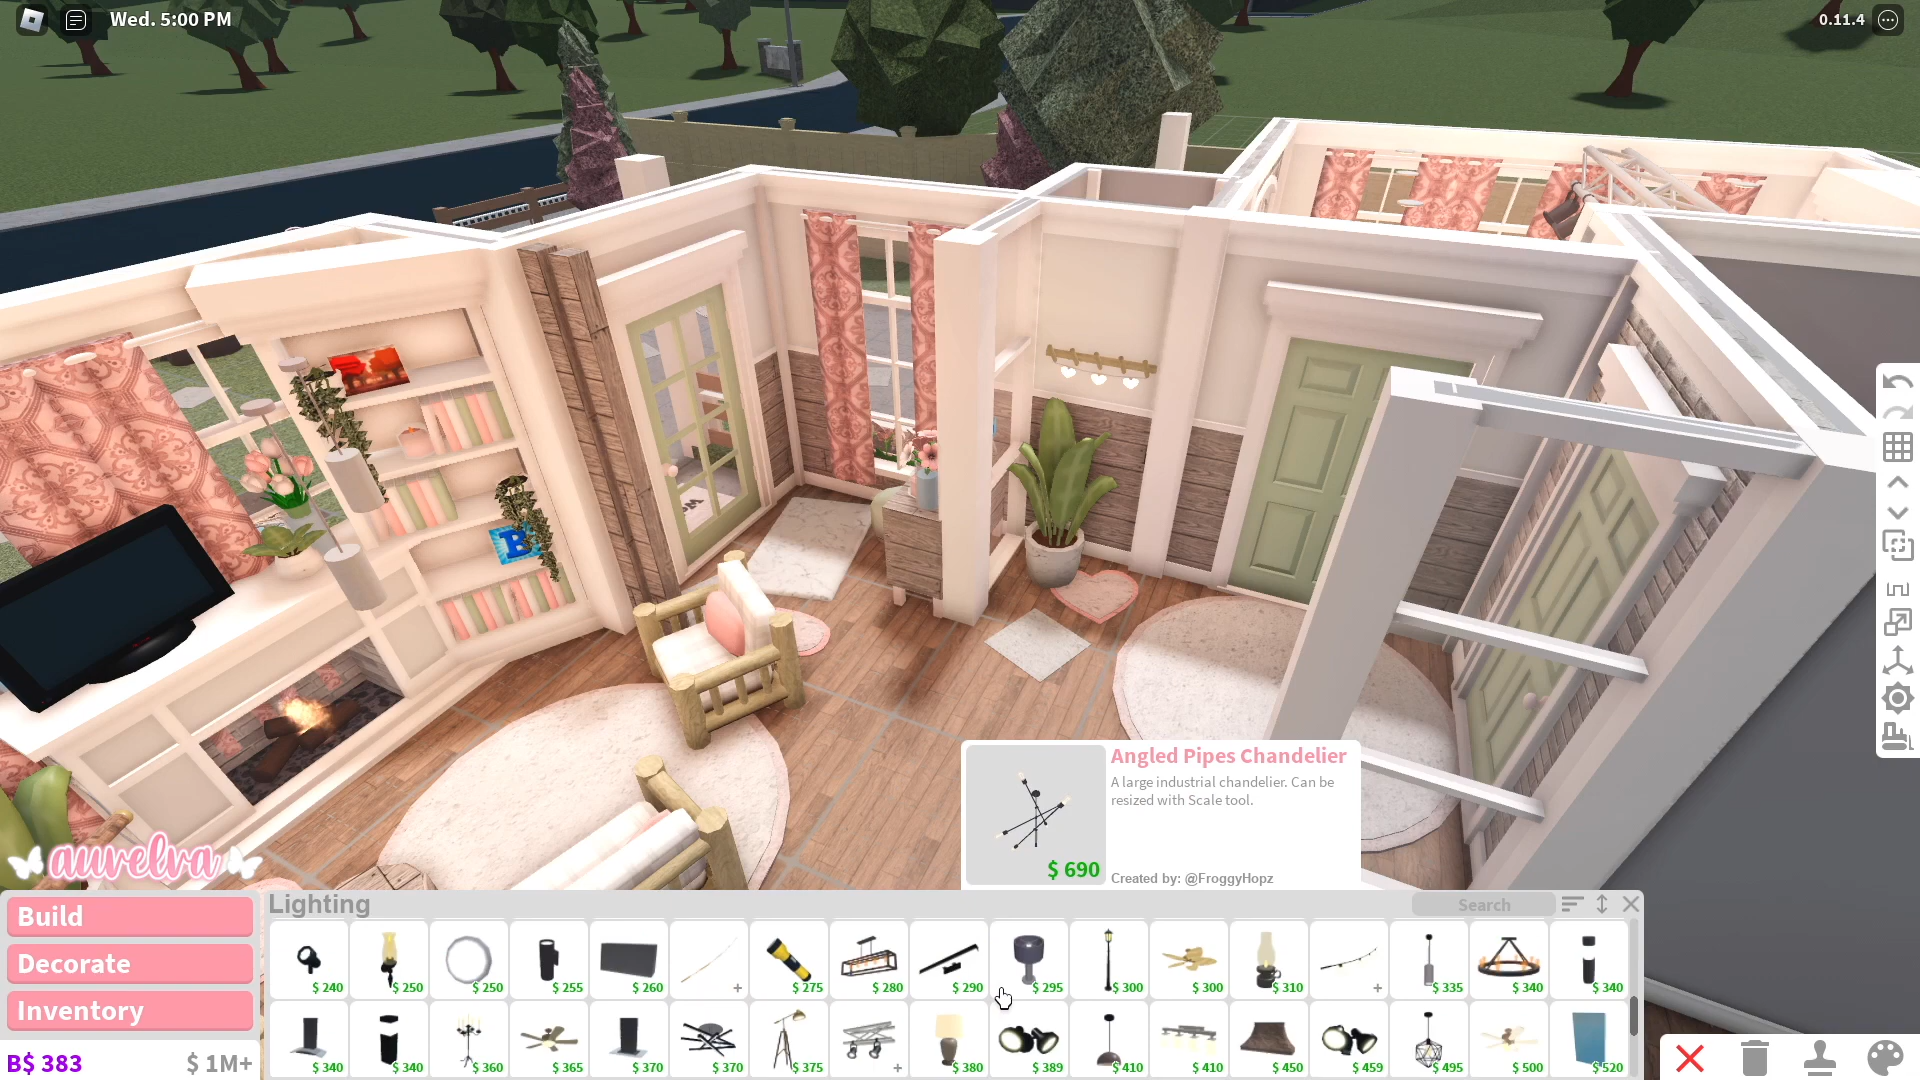 Wed. 5:00 PM
0.11.4
B
aurelva
Angled Pipes Chandelier
A large industrial chandelier. Can be
resized with Scale tool.
$ 690
Created by: @FroggyHopz
Build
Decorate
Inventory
B$ 383
$ 1M+
Lighting
Search
$ 240
$ 250
$ 250
$ 255
$ 260
+
$ 275
$ 280
$ 290
$ 295
$ 300
$ 300
$ 310
+
$ 335
$ 340
$ 340
$ 340
$ 340
$ 360
$ 365
$ 370
$ 370
$ 375
+
$ 380
$ 389
$ 410
$ 410
$ 450
$ 459
$ 495
$ 500
$ 520